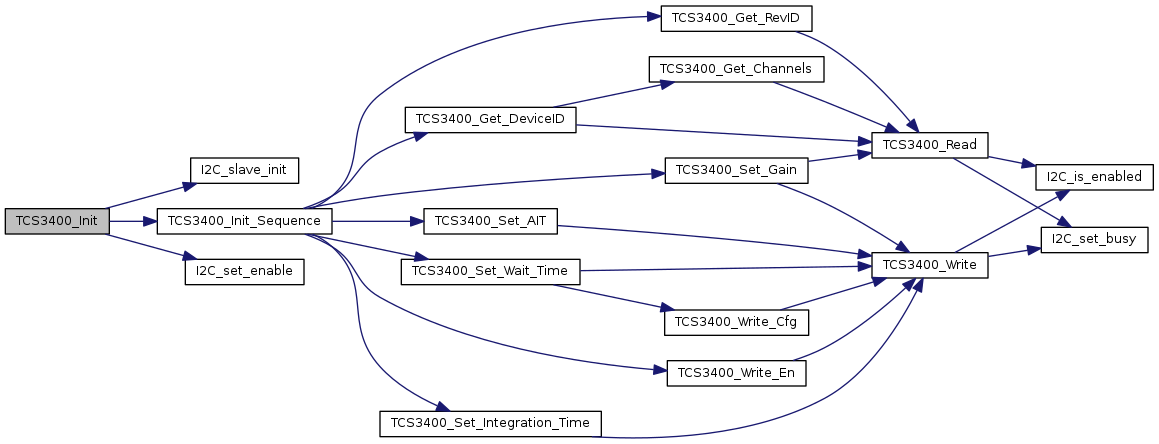 TCS3400_Init
I2C_slave_init
TCS3400_Init_Sequence
I2C_set_enable
TCS3400_Get_RevID
TCS3400_Get_Channels
TCS3400_Get_DeviceID
TCS3400_Set_Gain
TCS3400_Set_AIT
TCS3400_Set_Wait_Time
TCS3400_Write_Cfg
TCS3400_Write_En
TCS3400_Set_Integration_Time
TCS3400_Read
TCS3400_Write
I2C_is_enabled
I2C_set_busy